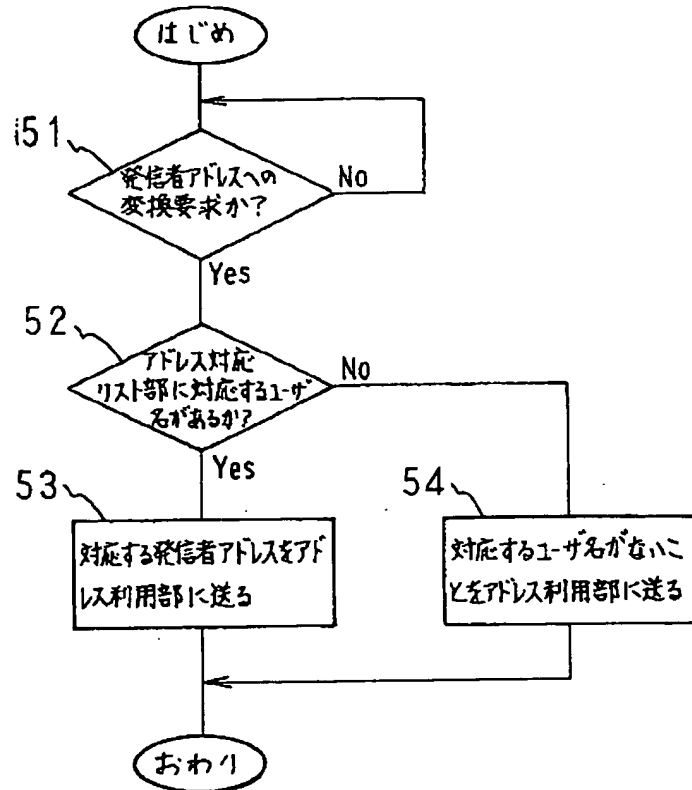 はじめ
i51
発信者アドレスへの
変換要求か?
No
Yes
52
アドレス対応
リスト部に対応するユーザ
名があるか?
No
Yes
53
対応する発信者アドレスをアド
レス利用部に送る
54
対応するユーザ名がないこ
とをアドレス利用部に送る
おわり